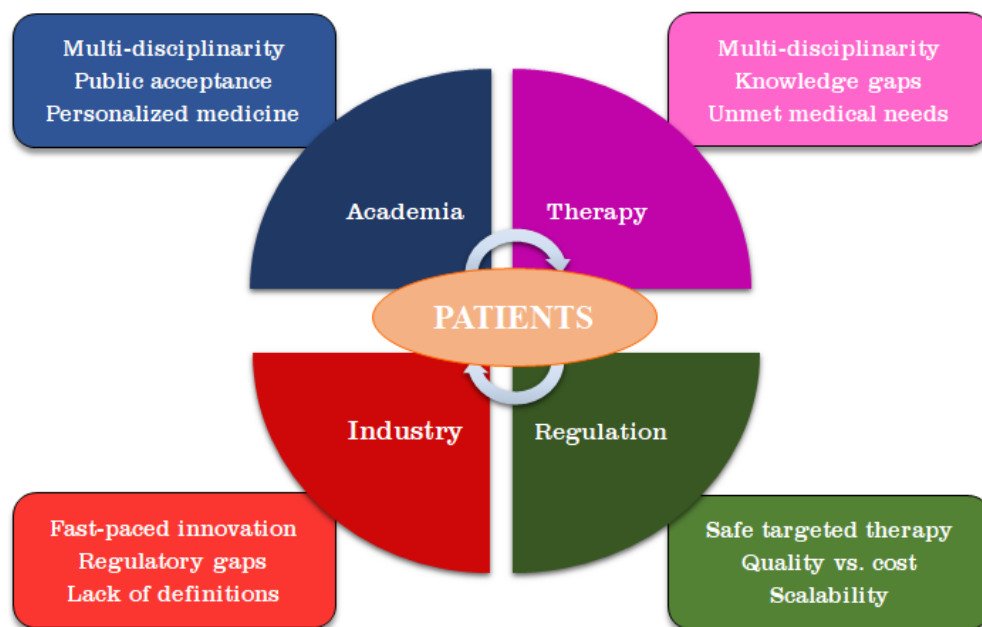 Multi-disciplinarity
Public acceptance
Personalized medicine
Multi-disciplinarity
Knowledge gaps
Unmet medical needs
Academia
Therapy
PATIENTS
Industry
Regulation
Fast-paced innovation
Regulatory gaps
Lack of definitions
Safe targeted therapy
Quality vs. cost
Scalability